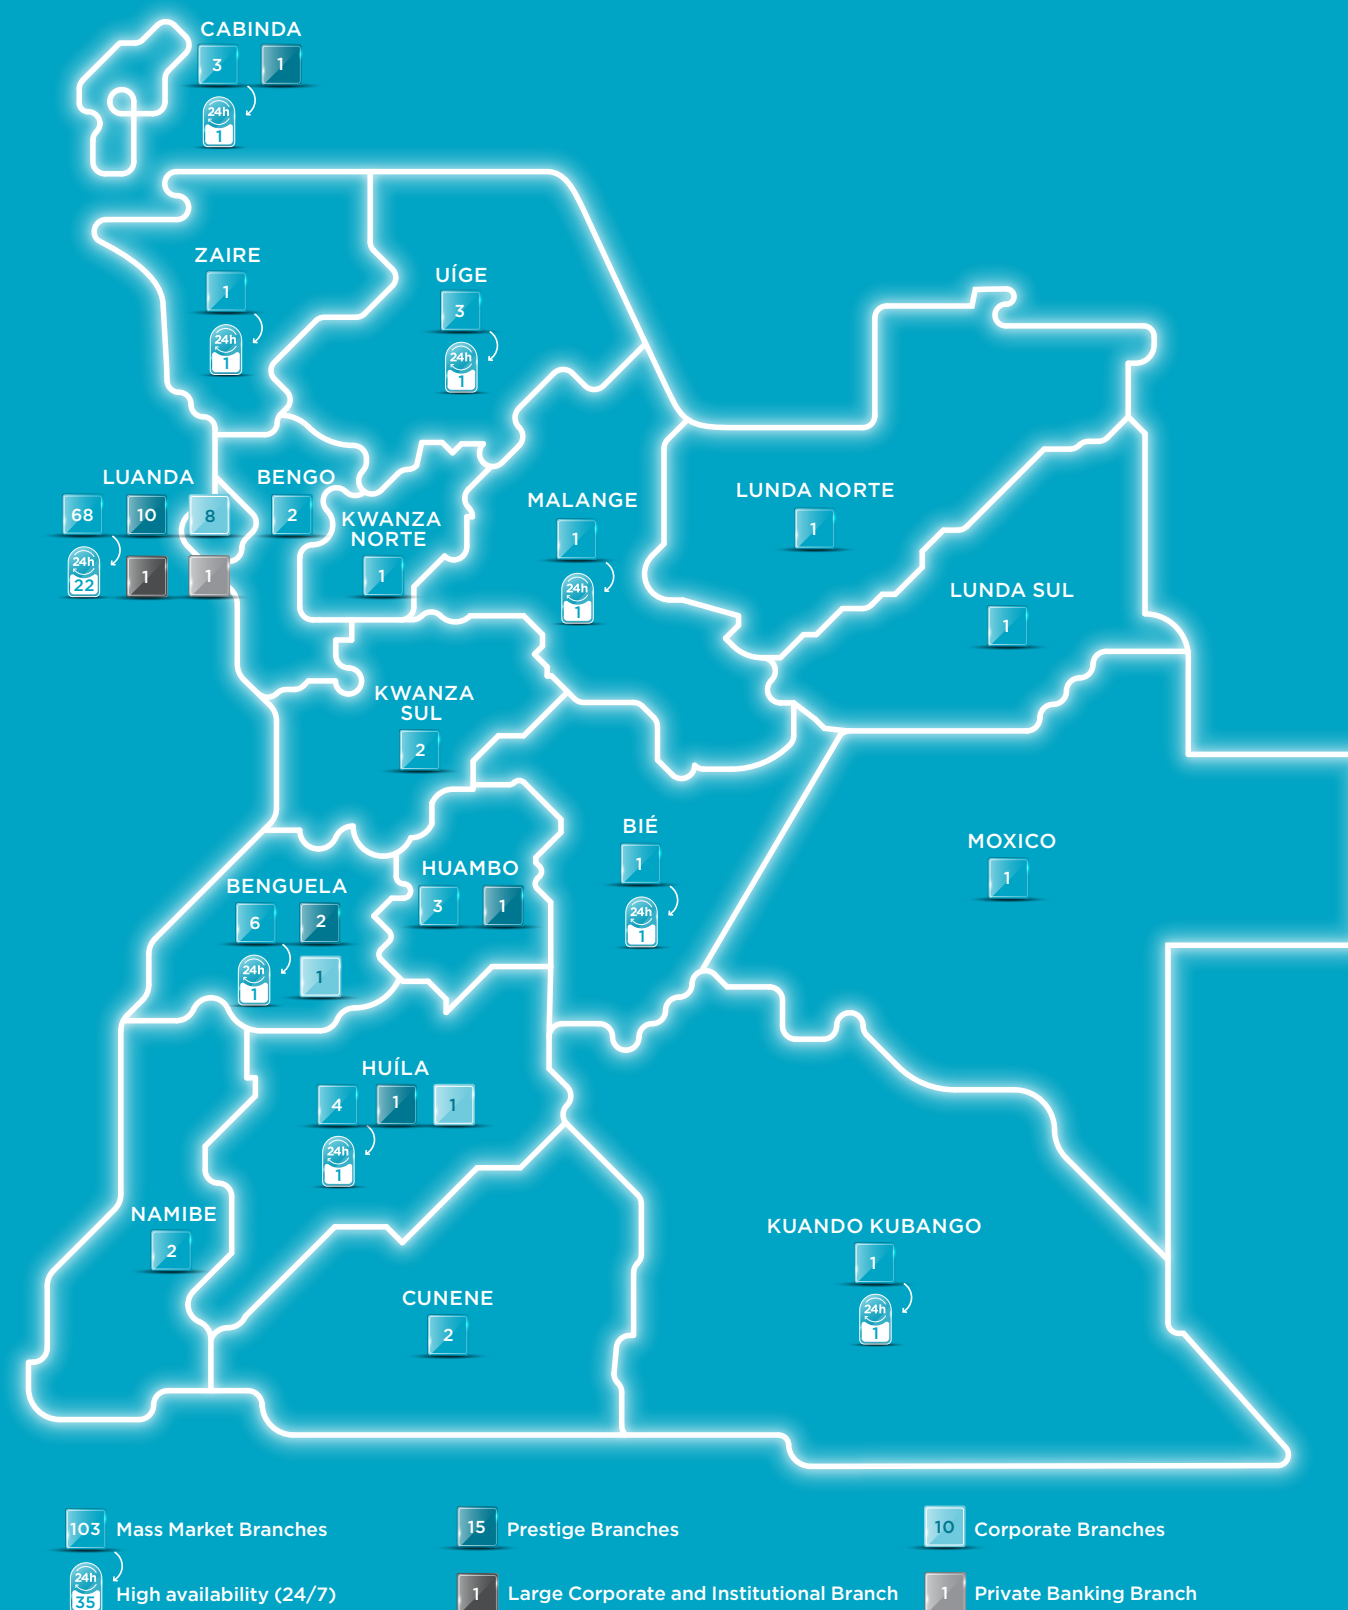 CABINDA
3 1
24h
1
ZAIRE
1
24h
1
UÍGE
3
24h
1
LUANDA
68 10 8
24h
22 1 1
BENGO
2
KWANZA
NORTE
1
MALANGE
1
24h
1
LUNDA NORTE
1
LUNDA SUL
1
KWANZA
SUL
2
BENGUELA
6 2
24h
1 1
HUAMBO
3 1
BIÉ
1
24h
1
MOXICO
1
HUÍLA
4 1 1
24h
1
NAMIBE
2
CUNENE
2
KUANDO KUBANGO
1
24h
1
103 Mass Market Branches
24h
35 High availability (24/7)
15 Prestige Branches
1 Large Corporate and Institutional Branch
10 Corporate Branches
1 Private Banking Branch